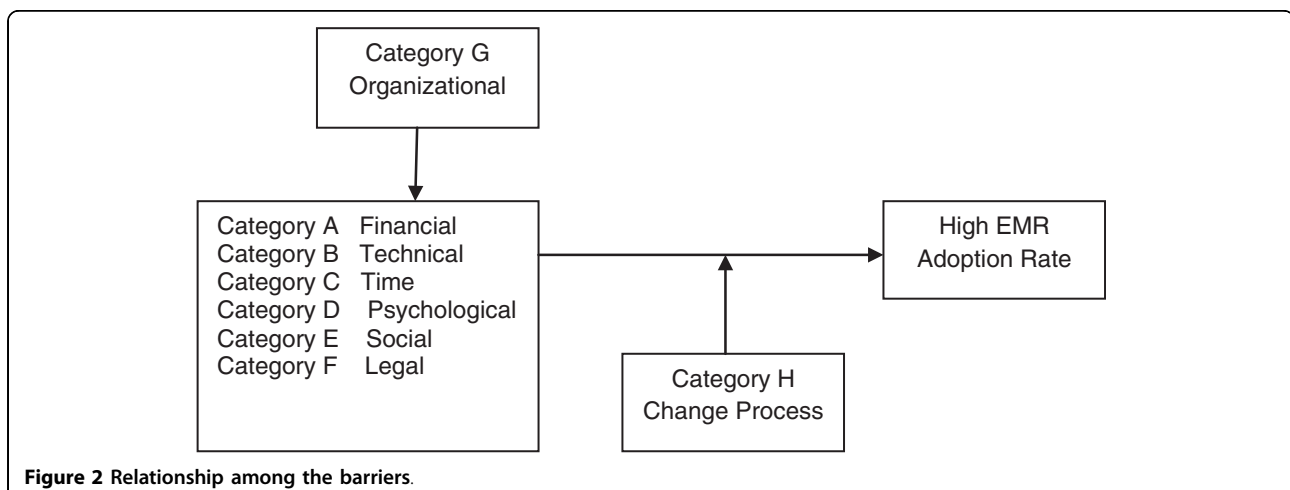 Category G
Organizational
Category A Financial
Category B Technical
Category C Time
Category D Psychological
Category E Social
Category F Legal
High EMR
Adoption Rate
Category H
Change Process
Figure 2 Relationship among the barriers.